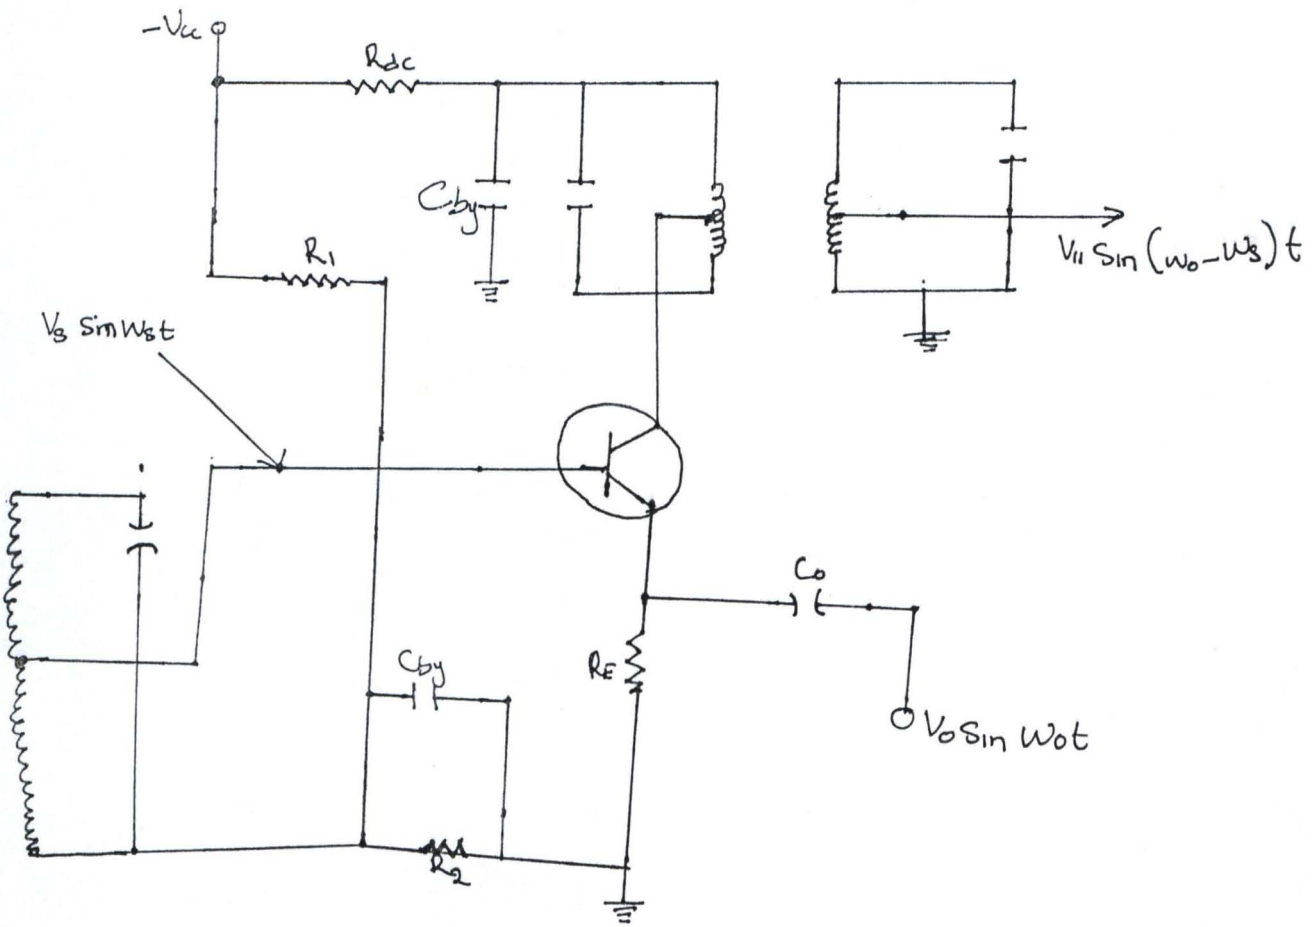 -Vcc
Rdc
Cby
R1
V11 Sin (wo-ws) t
Vs Sin Wst
Co
Cby
RE
Vo Sin Wot
R2